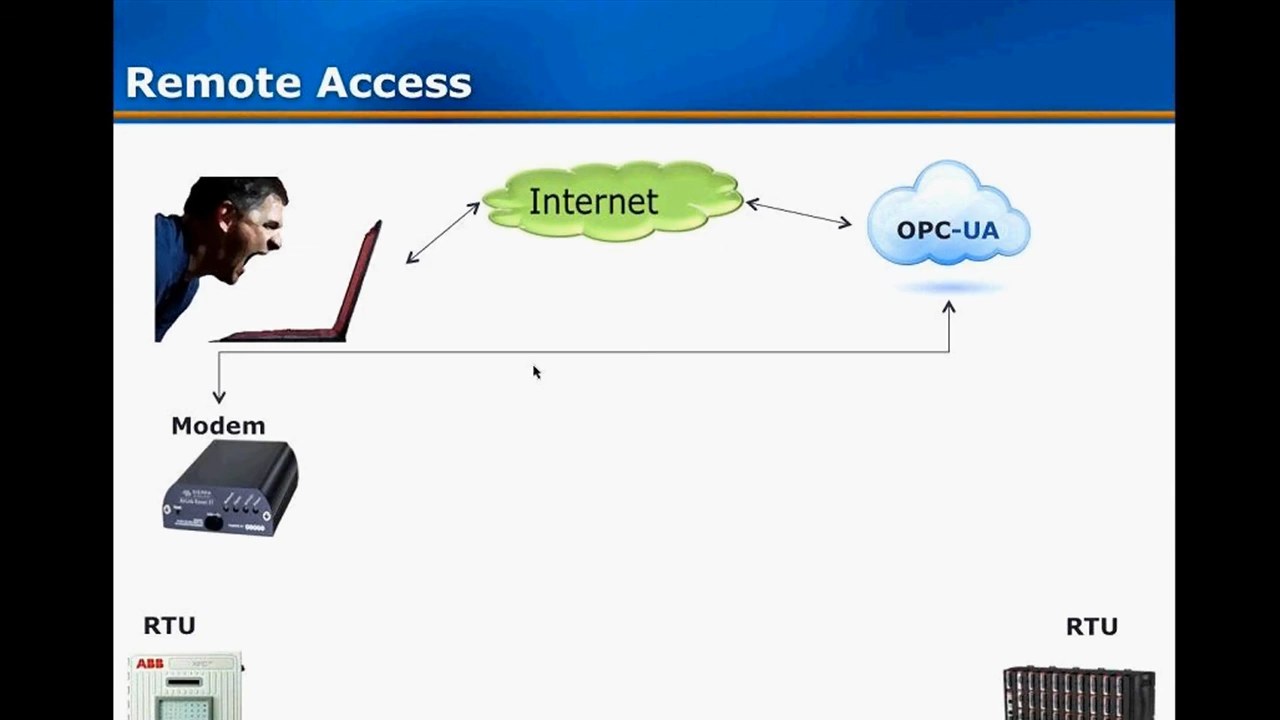 Remote Access
Internet
OPC-UA
Modem
RTU
RTU
ABB